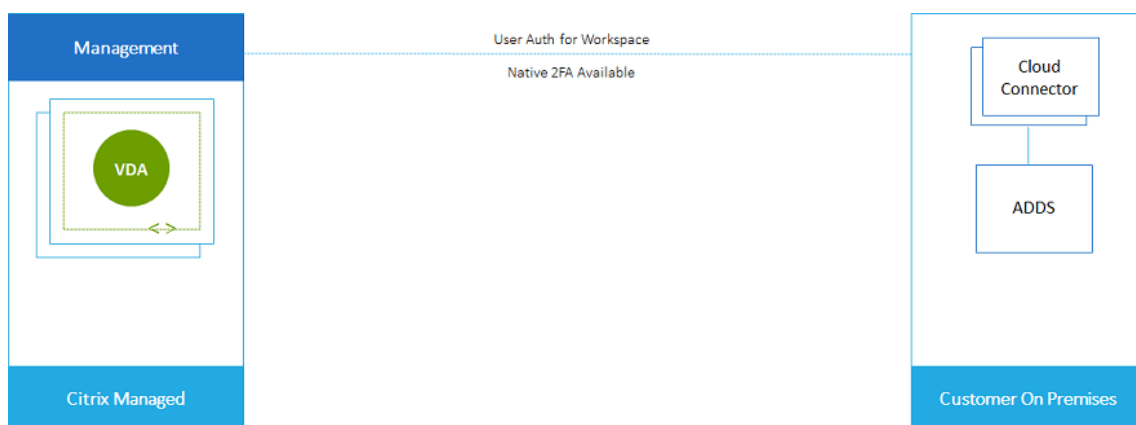 Management
User Auth for Workspace
Native 2FA Available
Cloud
Connector
VDA
ADDS
Citrix Managed
Customer On Premises